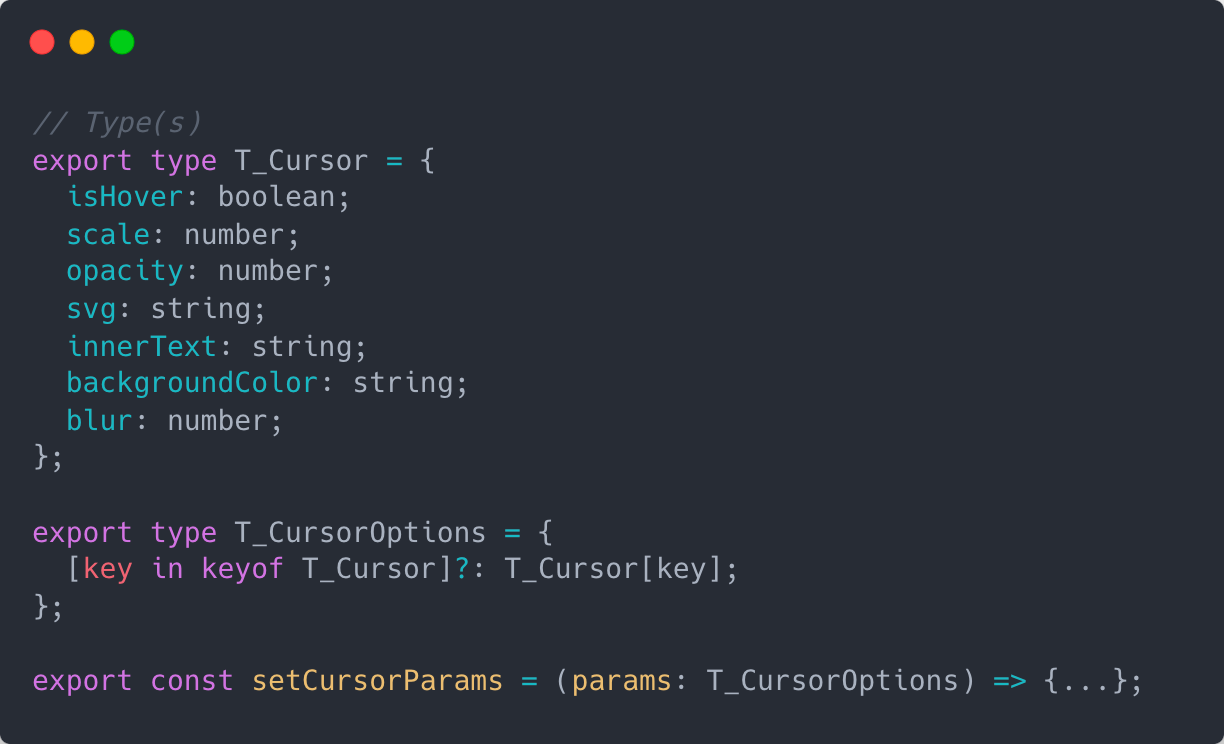 // Type(s)
export type T_Cursor = {
  isHover: boolean;
  scale: number;
  opacity: number;
  svg: string;
  innerText: string;
  backgroundColor: string;
  blur: number;
};

export type T_CursorOptions = {
  [key in keyof T_Cursor]?: T_Cursor[key];
};

export const setCursorParams = (params: T_CursorOptions) => {...};